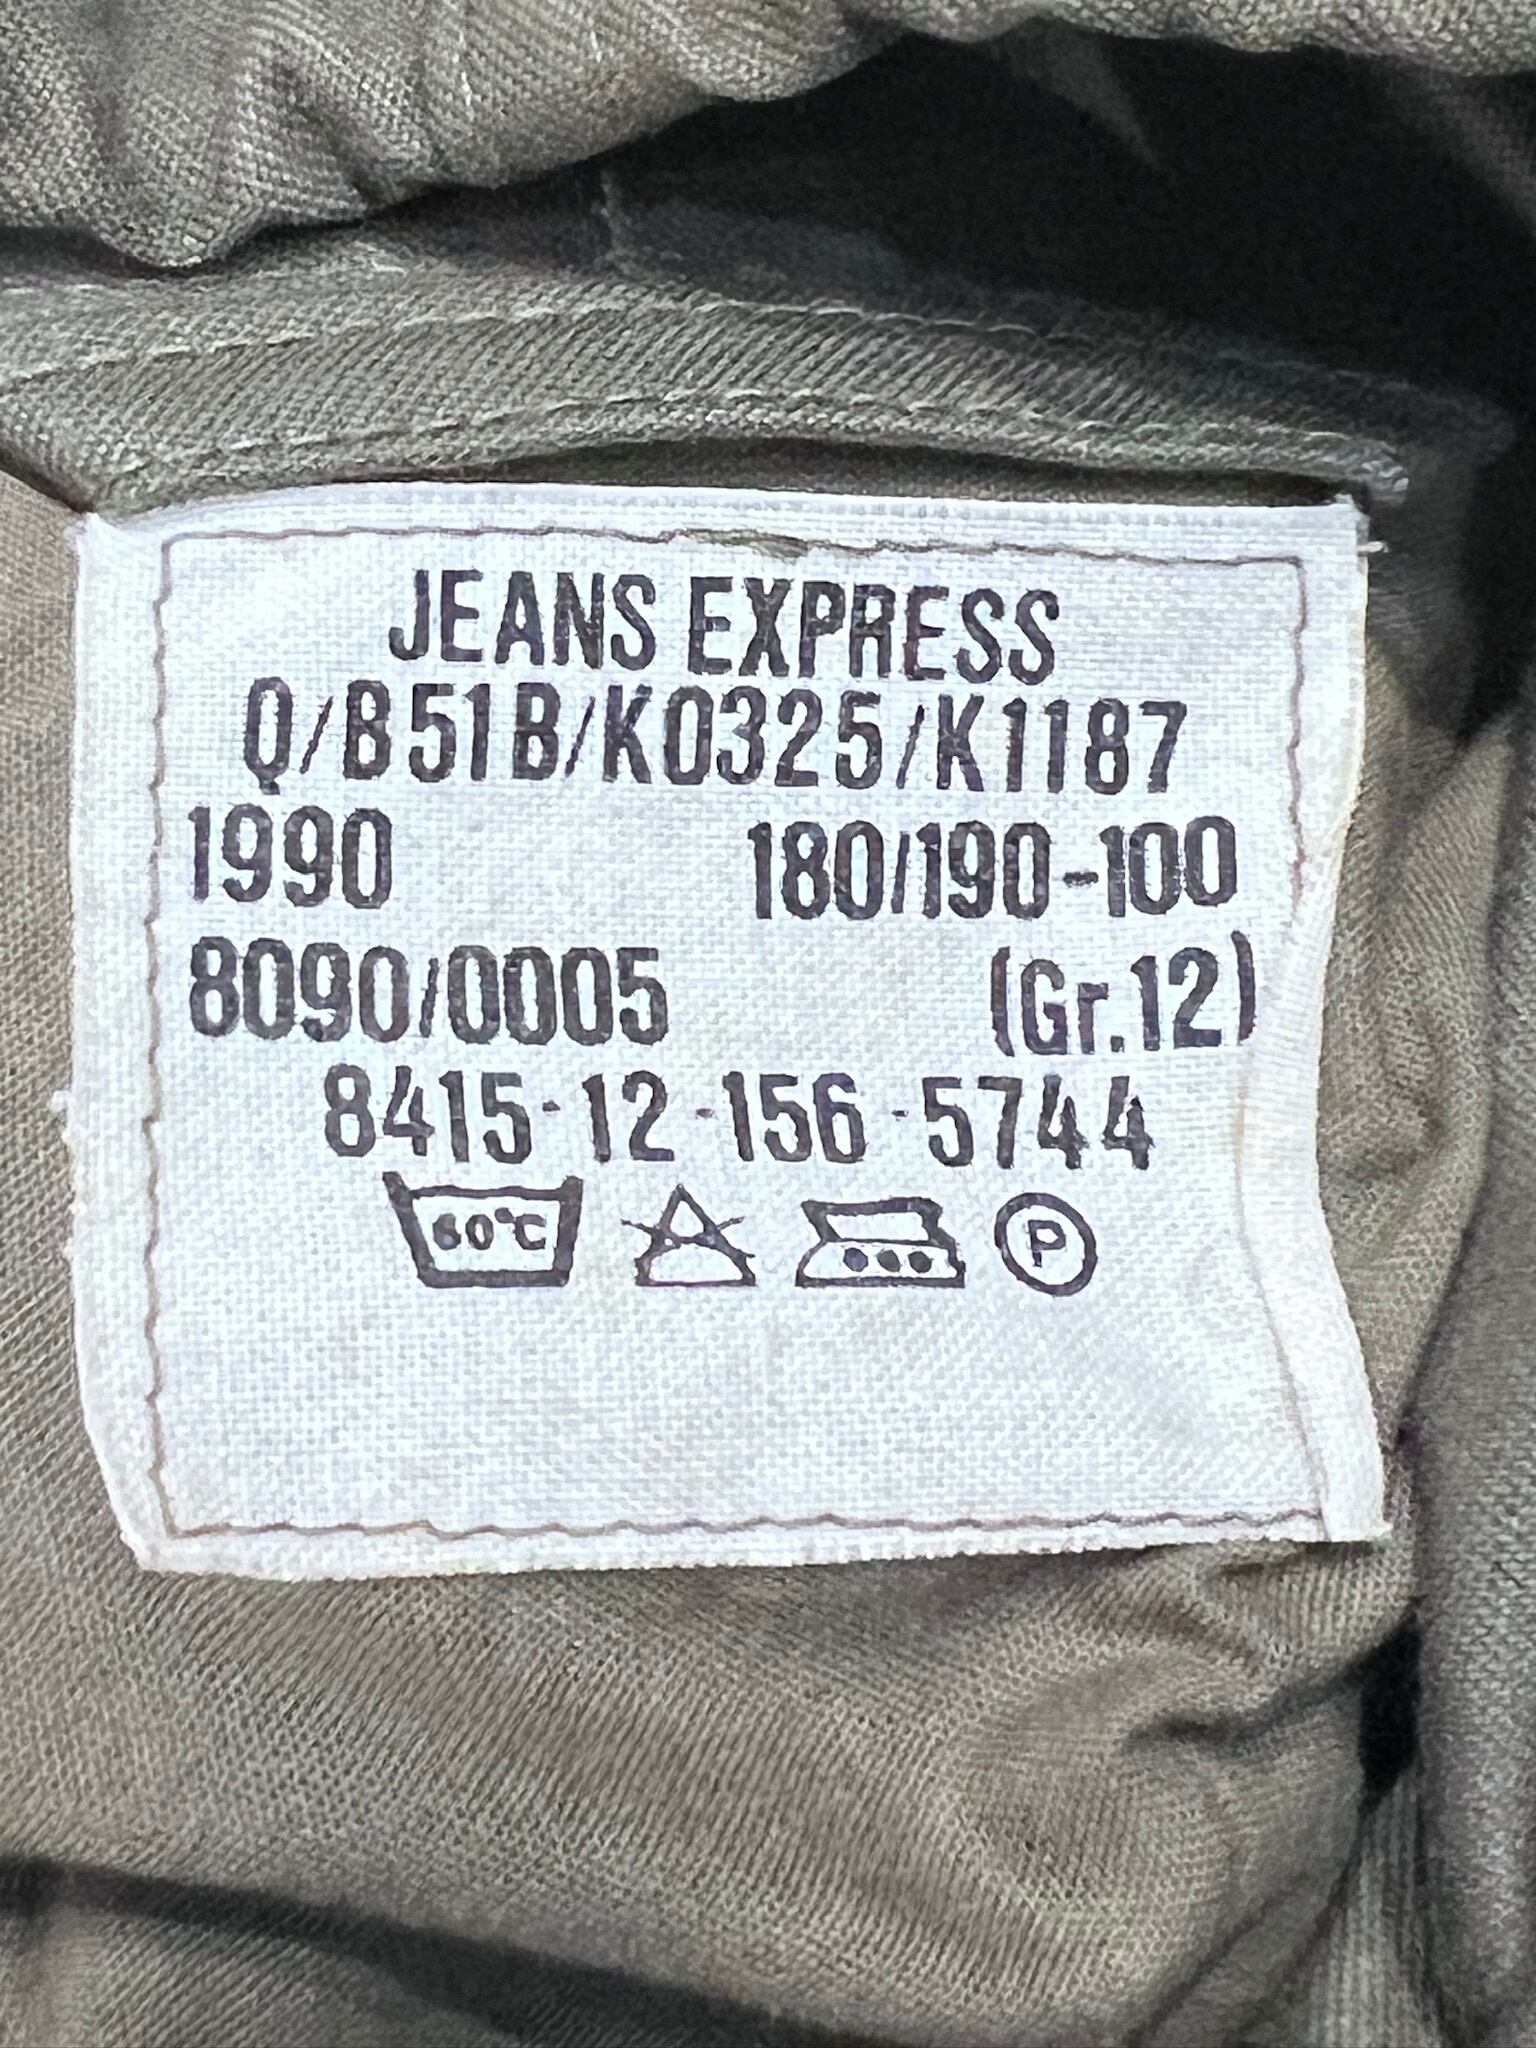 JEANS EXPRESS
Q/B51B/K0325/K1187
1990 180/190-100
8090/0005 (Gr.12)
8415-12-156-5744
60°C P